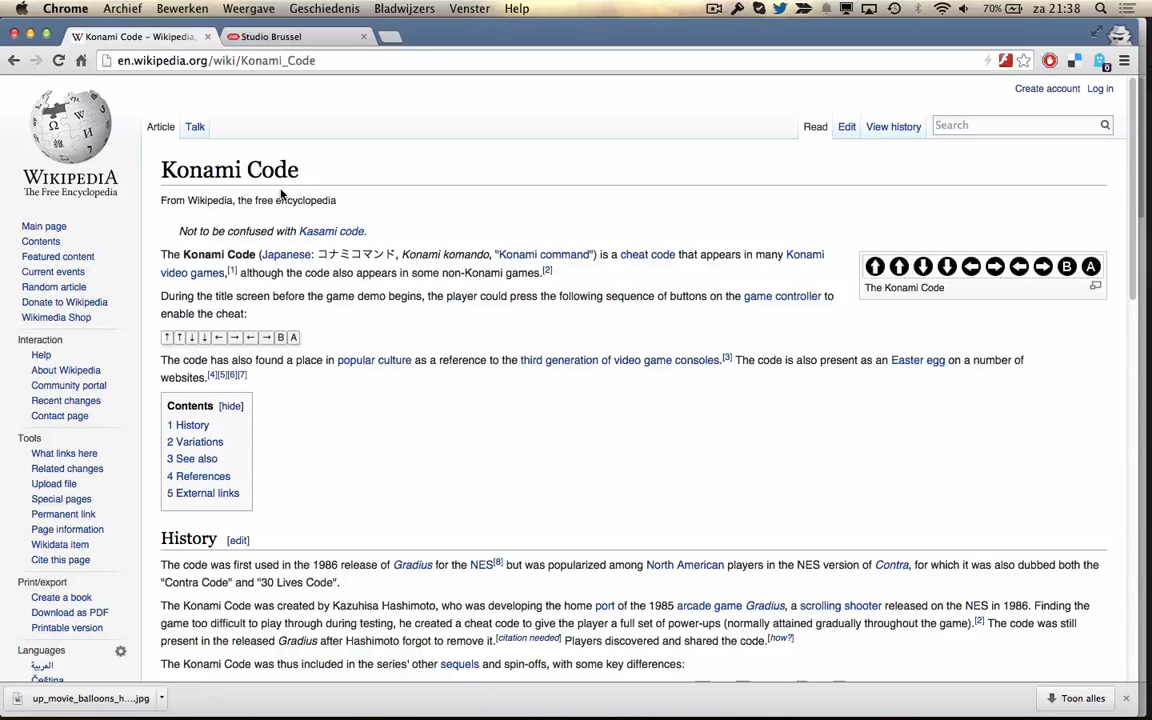 Chrome Archief Bewerken Weergave Geschiedenis Bladwijzers Venster Help 70% za 21:38
Konami Code – Wikipedia, Studio Brussel
en.wikipedia.org/wiki/Konami_Code
Create account Log in
Article Talk Read Edit View history Search
WIKIPEDIA
The Free Encyclopedia
Main page
Contents
Featured content
Current events
Random article
Donate to Wikipedia
Wikimedia Shop
Interaction
Help
About Wikipedia
Community portal
Recent changes
Contact page
Tools
What links here
Related changes
Upload file
Special pages
Permanent link
Page information
Wikidata item
Cite this page
Print/export
Create a book
Download as PDF
Printable version
Languages
العربية
Čeština
Konami Code
From Wikipedia, the free encyclopedia
Not to be confused with Kasami code.
The Konami Code (Japanese: コナミコマンド, Konami komando, "Konami command") is a cheat code that appears in many Konami
video games,[1] although the code also appears in some non-Konami games.[2]
During the title screen before the game demo begins, the player could press the following sequence of buttons on the game controller to
enable the cheat:
↑ ↑ ↓ ↓ ← → ← → B A
↑ ↑ ↓ ↓ ← → ← → B A
The Konami Code
The code has also found a place in popular culture as a reference to the third generation of video game consoles.[3] The code is also present as an Easter egg on a number of
websites.[4][5][6][7]
Contents [hide]
1 History
2 Variations
3 See also
4 References
5 External links
History [edit]
The code was first used in the 1986 release of Gradius for the NES[8] but was popularized among North American players in the NES version of Contra, for which it was also dubbed both the
"Contra Code" and "30 Lives Code".
The Konami Code was created by Kazuhisa Hashimoto, who was developing the home port of the 1985 arcade game Gradius, a scrolling shooter released on the NES in 1986. Finding the
game too difficult to play through during testing, he created a cheat code to give the player a full set of power-ups (normally attained gradually throughout the game).[2] The code was still
present in the released Gradius after Hashimoto forgot to remove it.[citation needed] Players discovered and shared the code.[how?]
The Konami Code was thus included in the series' other sequels and spin-offs, with some key differences:
up_movie_balloons_h....jpg Toon alles